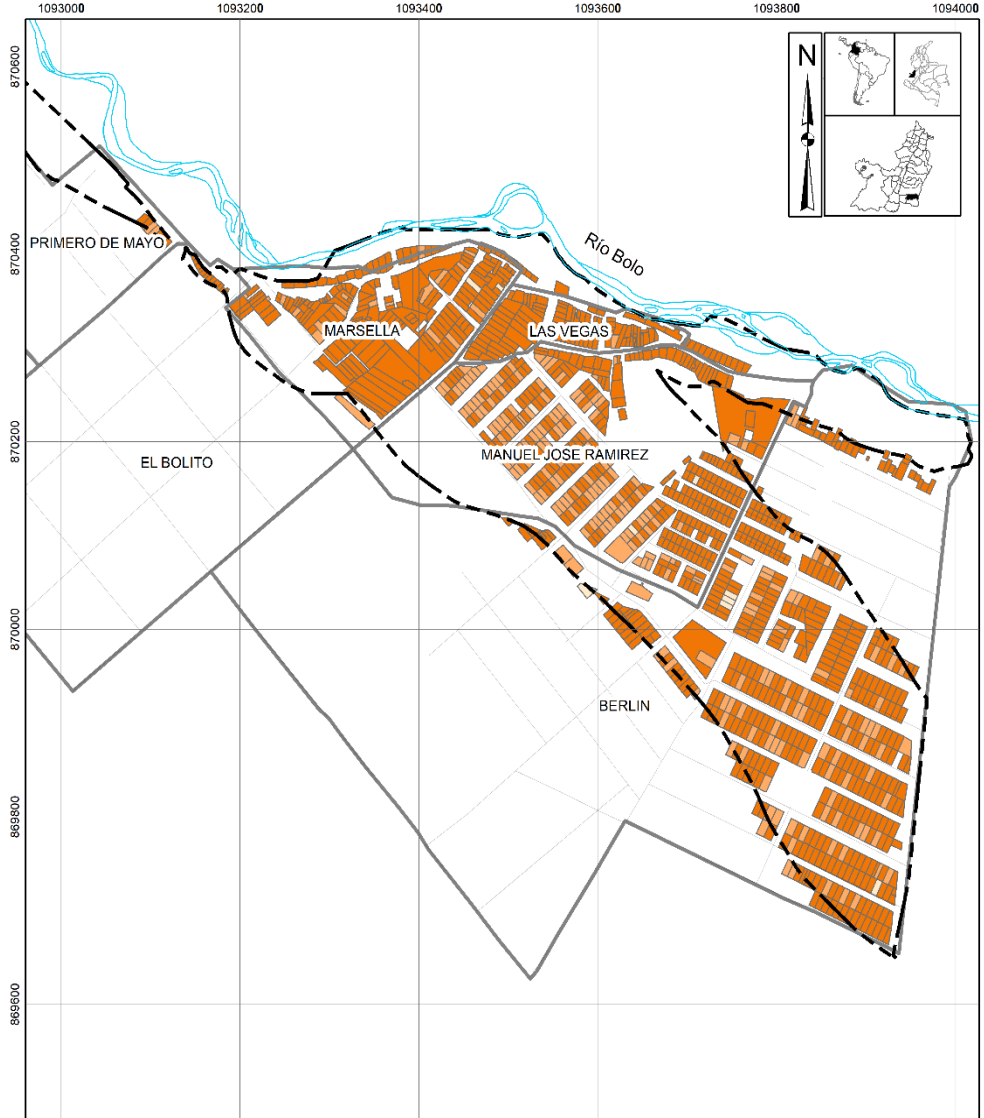 1093000
1093200
1093400
1093600
1093800
1094000
870600
N
Río Bolo
870400
PRIMERO DE MAYO
MARSELLA
LAS VEGAS
870200
EL BOLITO
MANUEL JOSE RAMIREZ
870000
BERLIN
869800
869600